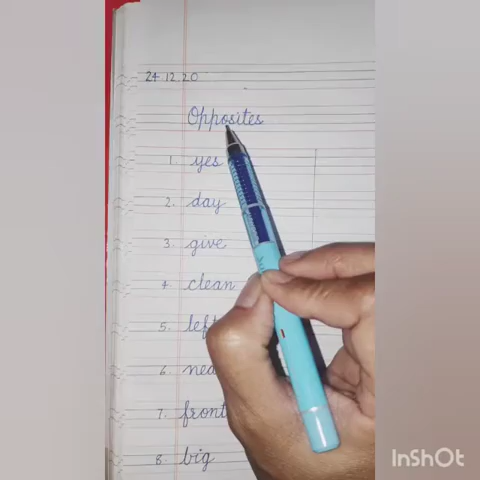 24.12.20
Opposites
1. yes
2. day
3. give
4. clean
5. left
6. nea
7. front
8. big
InShOt